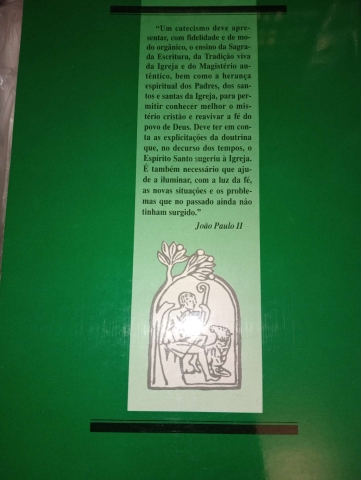 “Um catecismo deve apre-
sentar, com fidelidade e de mo-
do orgânico, o ensino da Sagra-
da Escritura, da Tradição viva
da Igreja e do Magistério au-
têntico, bem como a herança
espiritual dos Padres, dos san-
tos e santas da Igreja, para per-
mitir conhecer melhor o mis-
tério cristão e reavivar a fé do
povo de Deus. Deve ter em con-
ta as explicitações da doutrina
que, no decurso dos tempos, o
Espírito Santo sugeriu à Igreja.
É também necessário que aju-
de a iluminar, com a luz da fé,
as novas situações e os proble-
mas que no passado ainda não
tinham surgido.”
João Paulo II